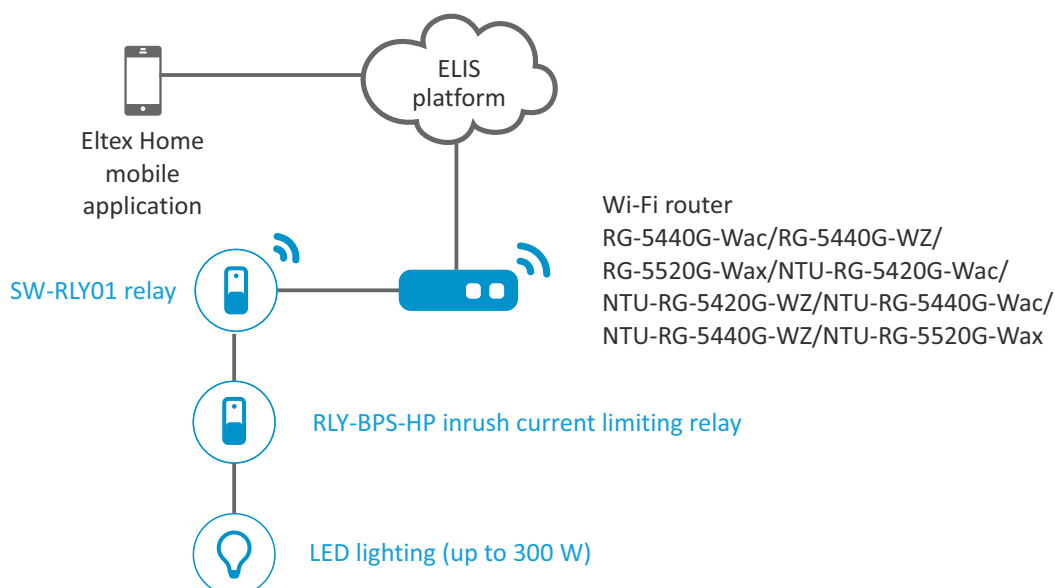 ELIS
platform
Eltex Home
mobile
application
Wi-Fi router
RG-5440G-Wac/RG-5440G-WZ/
RG-5520G-Wax/NTU-RG-5420G-Wac/
NTU-RG-5420G-WZ/NTU-RG-5440G-Wac/
NTU-RG-5440G-WZ/NTU-RG-5520G-Wax
SW-RLY01 relay
RLY-BPS-HP inrush current limiting relay
LED lighting (up to 300 W)